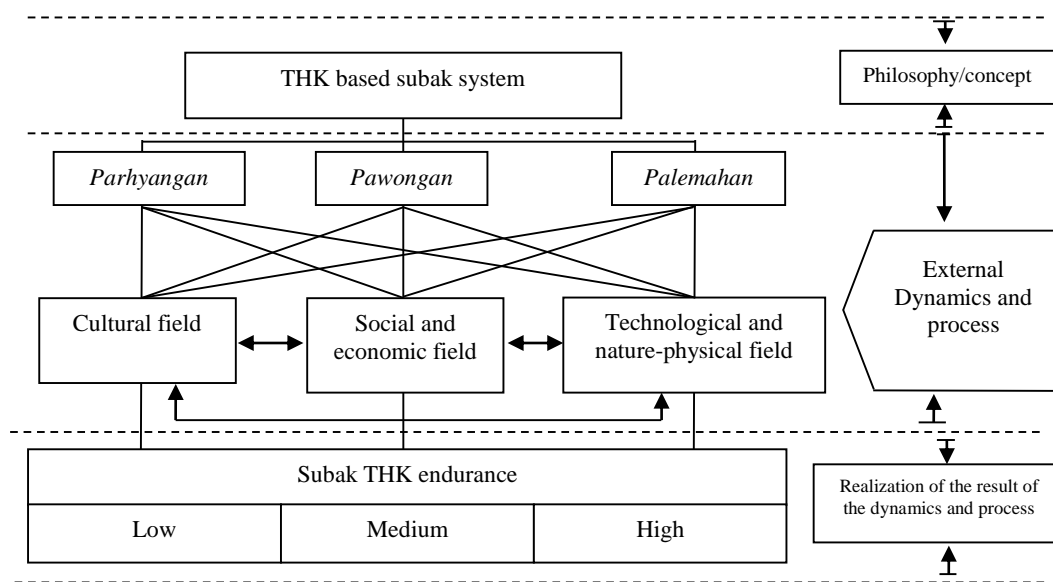 THK based subak system
Philosophy/concept
Parhyangan
Pawongan
Palemahan
External
Dynamics and
process
Cultural field
Social and
economic field
Technological and
nature-physical field
Subak THK endurance
Low
Medium
High
Realization of the result of
the dynamics and process